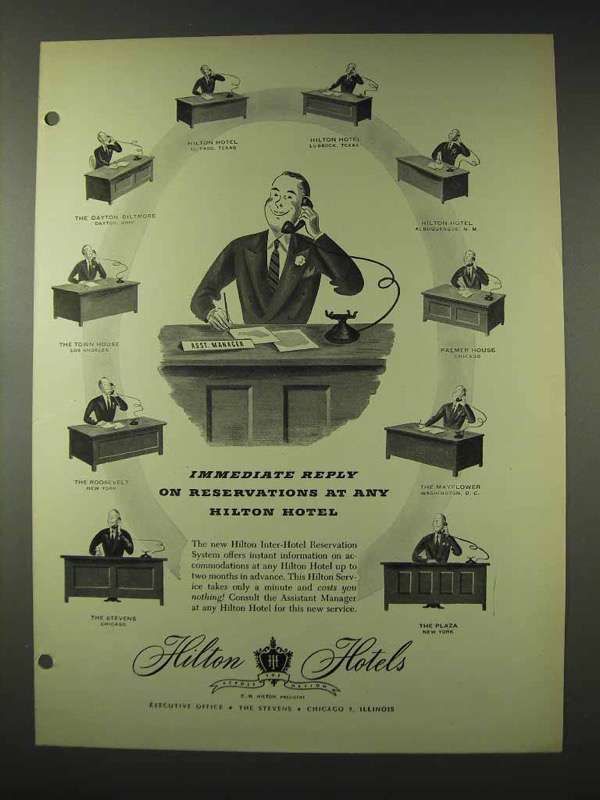 HILTON HOTEL
EL PASO, TEXAS
HILTON HOTEL
LUBBOCK, TEXAS
THE DAYTON BILTMORE
DAYTON, OHIO
HILTON HOTEL
ALBUQUERQUE, N. M.
THE TOWN HOUSE
LOS ANGELES
PALMER HOUSE
CHICAGO
ASST. MANAGER
THE ROOSEVELT
NEW YORK
THE MAYFLOWER
WASHINGTON, D. C.
THE STEVENS
CHICAGO
THE PLAZA
NEW YORK
IMMEDIATE REPLY
ON RESERVATIONS AT ANY
HILTON HOTEL
The new Hilton Inter-Hotel Reservation
System offers instant information on ac-
commodations at any Hilton Hotel up to
two months in advance. This Hilton Serv-
ice takes only a minute and costs you
nothing! Consult the Assistant Manager
at any Hilton Hotel for this new service.
Hilton Hotels
ACROSS THE NATION
C. N. HILTON, PRESIDENT
EXECUTIVE OFFICE • THE STEVENS • CHICAGO 5, ILLINOIS